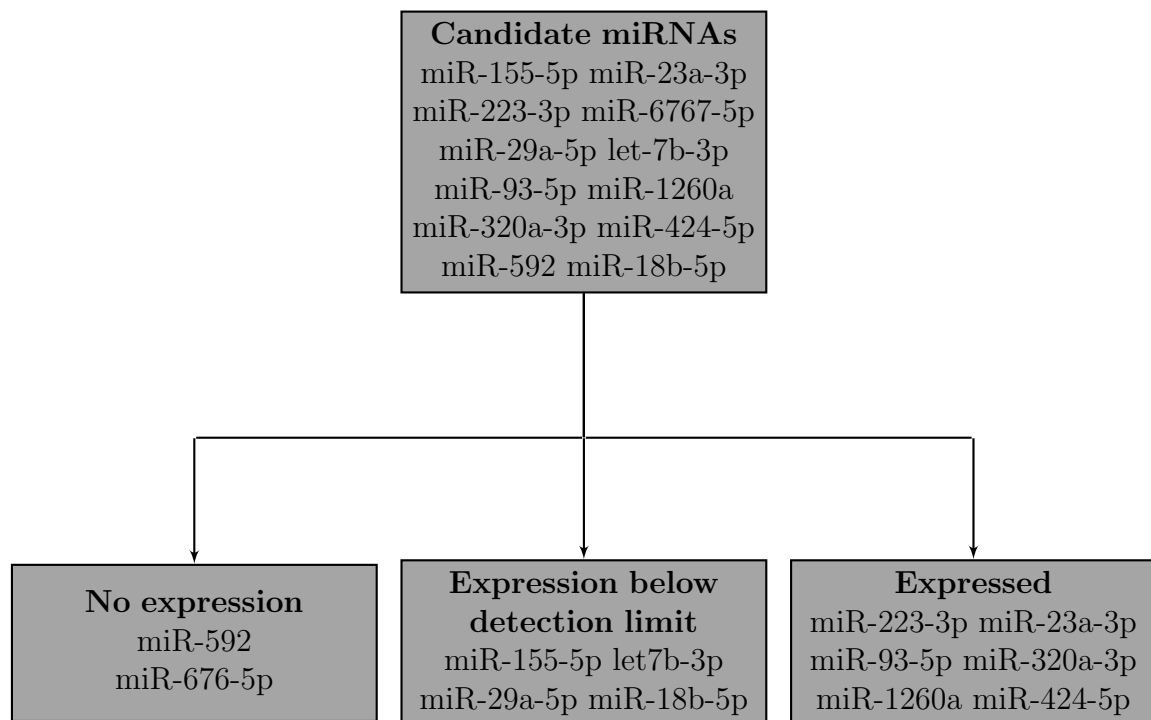 Candidate miRNAs
miR-155-5p miR-23a-3p
miR-223-3p miR-6767-5p
miR-29a-5p let-7b-3p
miR-93-5p miR-1260a
miR-320a-3p miR-424-5p
miR-592 miR-18b-5p
No expression
miR-592
miR-676-5p
Expression below
detection limit
miR-155-5p let7b-3p
miR-29a-5p miR-18b-5p
Expressed
miR-223-3p miR-23a-3p
miR-93-5p miR-320a-3p
miR-1260a miR-424-5p